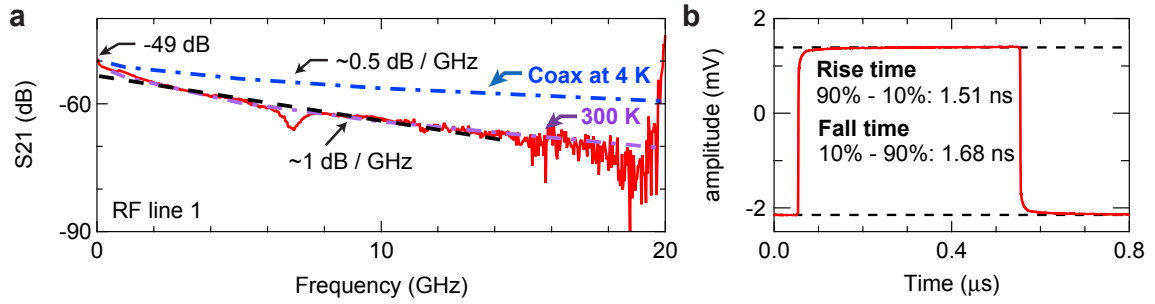 a
-49 dB
~0.5 dB / GHz
Coax at 4 K
300 K
~1 dB / GHz
RF line 1
S21 (dB)
-60
-90
0
10
20
Frequency (GHz)
b
2
0
-2
amplitude (mV)
Rise time
90% - 10%: 1.51 ns
Fall time
10% - 90%: 1.68 ns
0.0
0.4
0.8
Time (μs)